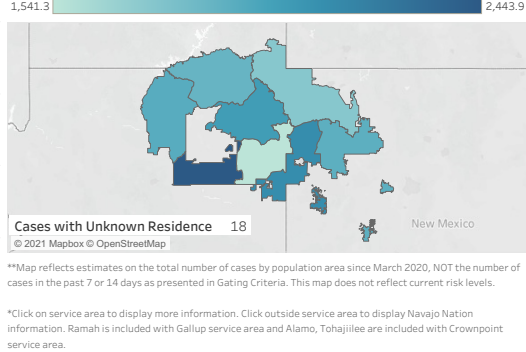 1,541.3 2,443.9
Cases with Unknown Residence 18
© 2021 Mapbox © OpenStreetMap
New Mexico
**Map reflects estimates on the total number of cases by population area since March 2020, NOT the number of
cases in the past 7 or 14 days as presented in Gating Criteria. This map does not reflect current risk levels.
*Click on service area to display more information. Click outside service area to display Navajo Nation
information. Ramah is included with Gallup service area and Alamo, Tohajiilee are included with Crownpoint
service area.